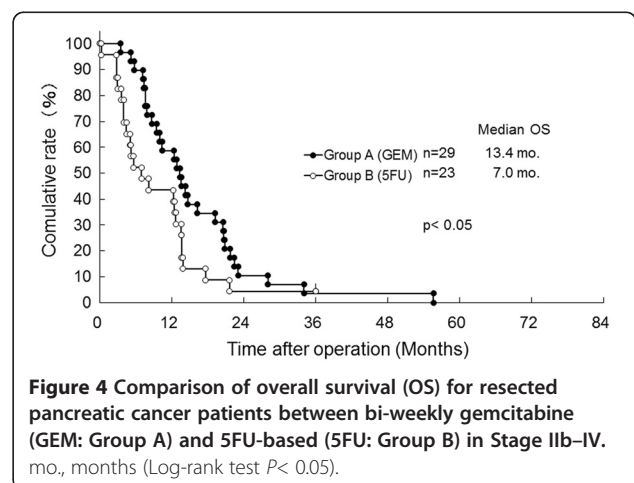 100
90
80
70
60
50
40
30
20
10
0
Comulative rate (%)
Median OS
Group A (GEM) n=29 13.4 mo.
Group B (5FU) n=23 7.0 mo.
p< 0.05
0 12 24 36 48 60 72 84
Time after operation (Months)
Figure 4 Comparison of overall survival (OS) for resected
pancreatic cancer patients between bi-weekly gemcitabine
(GEM: Group A) and 5FU-based (5FU: Group B) in Stage IIb–IV.
mo., months (Log-rank test P< 0.05).